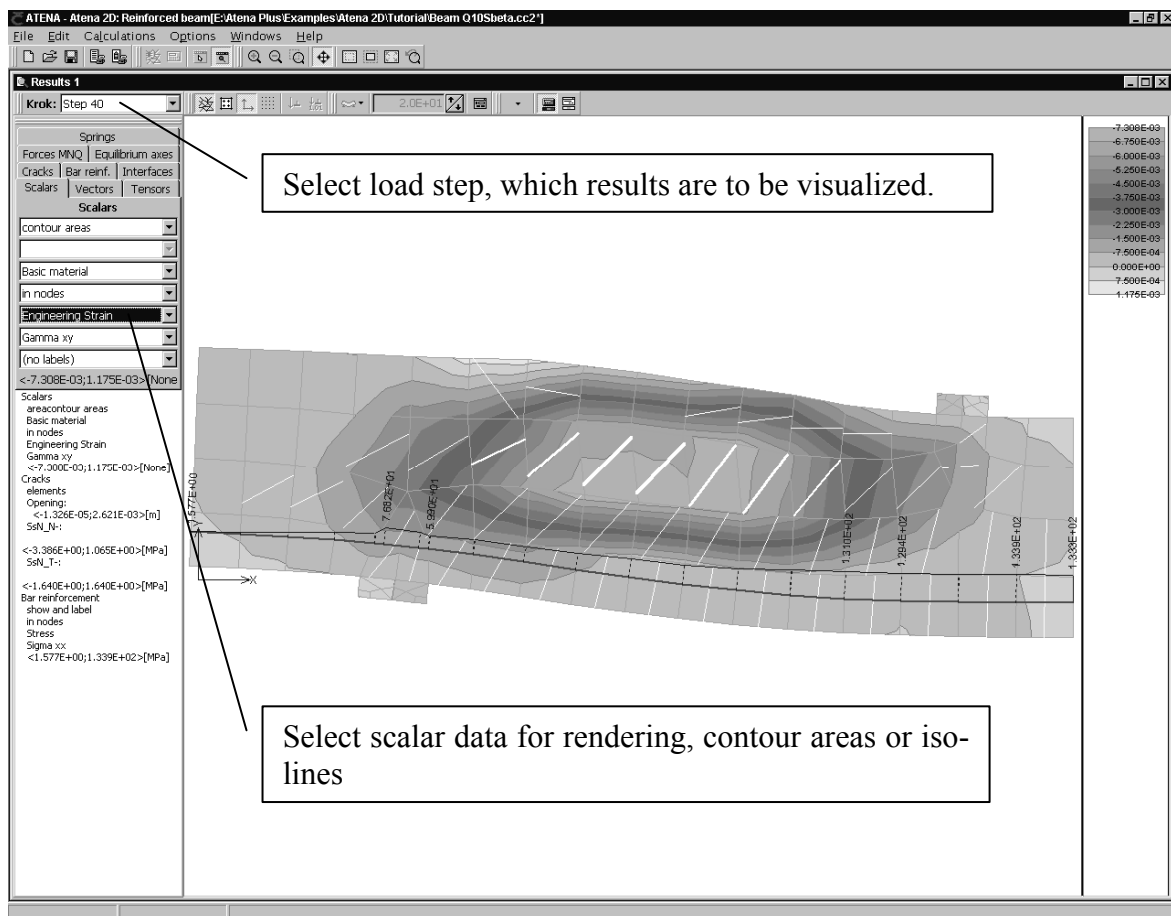 ATENA - Atena 2D: Reinforced beam[E:\Atena Plus\Examples\Atena 2D\Tutorial\Beam Q10Sbeta.cc2*]
File Edit Calculations Options Windows Help
Results 1
Krok: Step 40
2.0E+01
Springs
Forces MNQ Equilibrium axes
Cracks Bar reinf. Interfaces
Scalars Vectors Tensors
Scalars
contour areas
Basic material
in nodes
Engineering Strain
Gamma xy
(no labels)
<-7.308E-03;1.175E-03>[None
Scalars
areacontour areas
Basic material
in nodes
Engineering Strain
Gamma xy
<-7.308E-03;1.175E-03>[None]
Cracks
elements
Opening:
<-1.326E-05;2.621E-03>[m]
SsN_N-:
<-3.386E+00;1.065E+00>[MPa]
SsN_T-:
<-1.640E+00;1.640E+00>[MPa]
Bar reinforcement
show and label
in nodes
Stress
Sigma xx
<1.577E+00;1.339E+02>[MPa]
Select load step, which results are to be visualized.
-7.308E-03
-6.750E-03
-6.000E-03
-5.250E-03
-4.500E-03
-3.750E-03
-3.000E-03
-2.250E-03
-1.500E-03
-7.500E-04
0.000E+00
7.500E-04
1.175E-03
1.577E+00
7.682E+01
5.990E+01
1.310E+02
1.294E+02
1.339E+02
1.333E+02
Y
X
Select scalar data for rendering, contour areas or iso-
lines